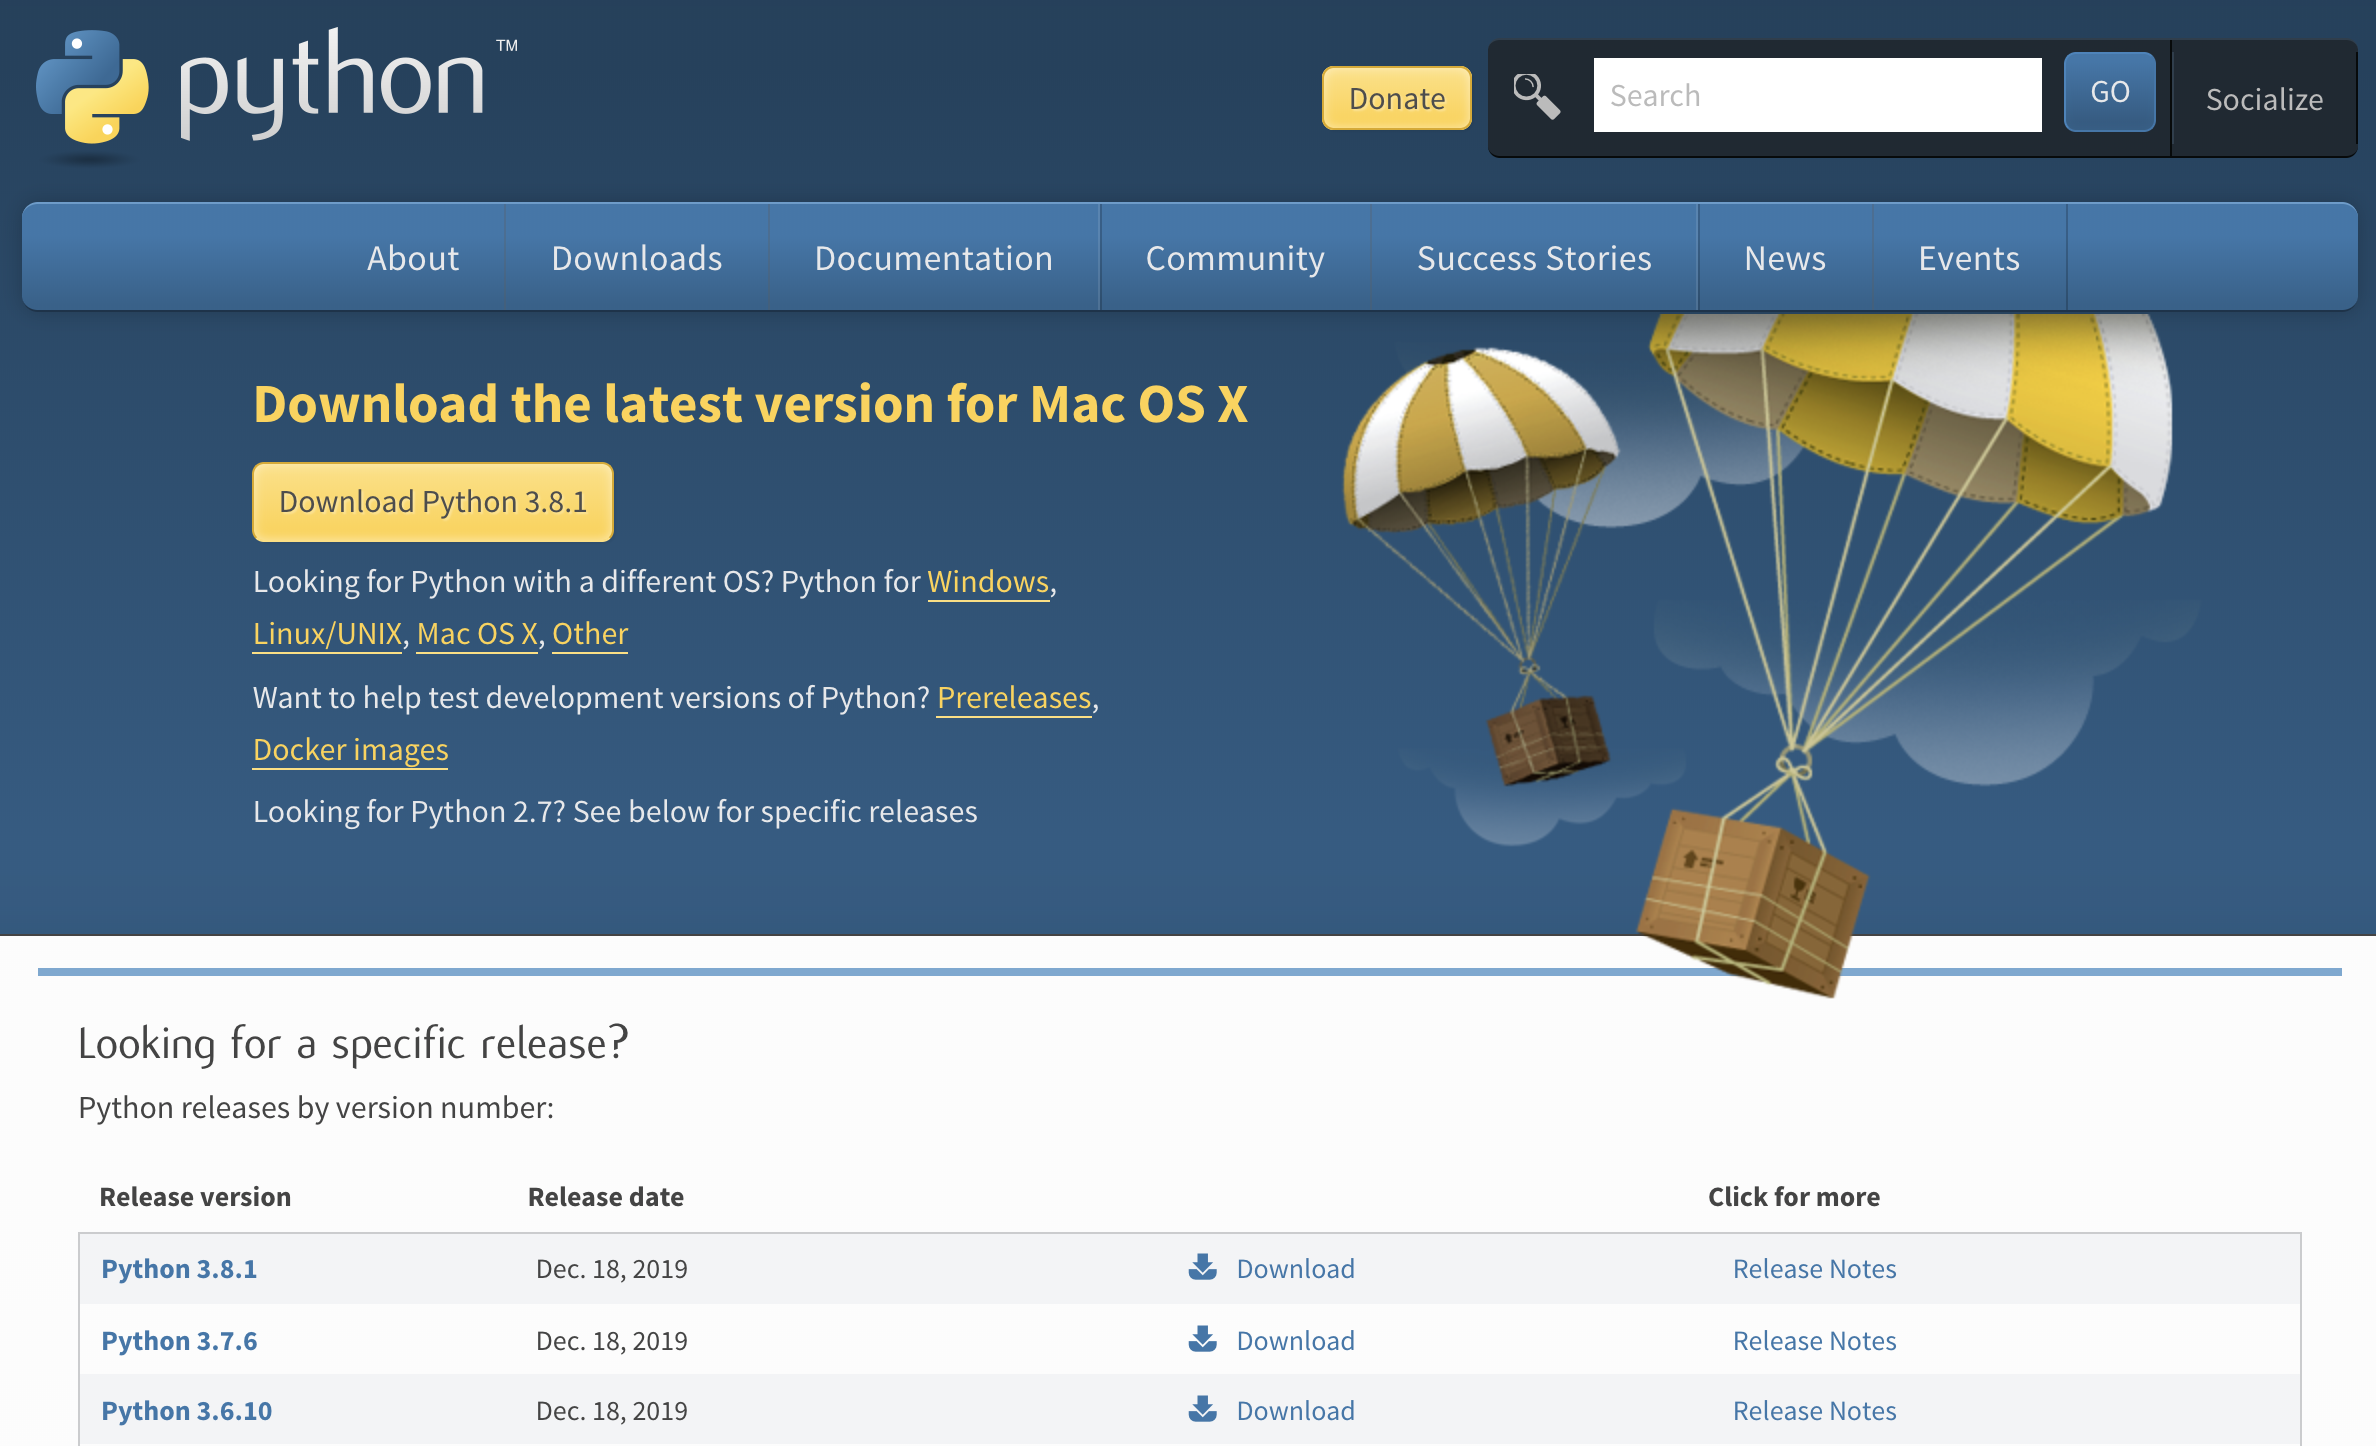 python™
Donate
Search
GO
Socialize
About
Downloads
Documentation
Community
Success Stories
News
Events
Download the latest version for Mac OS X
Download Python 3.8.1
Looking for Python with a different OS? Python for Windows,
Linux/UNIX, Mac OS X, Other
Want to help test development versions of Python? Prereleases,
Docker images
Looking for Python 2.7? See below for specific releases
Looking for a specific release?
Python releases by version number:
Release version Release date Click for more
Python 3.8.1 Dec. 18, 2019 Download Release Notes
Python 3.7.6 Dec. 18, 2019 Download Release Notes
Python 3.6.10 Dec. 18, 2019 Download Release Notes